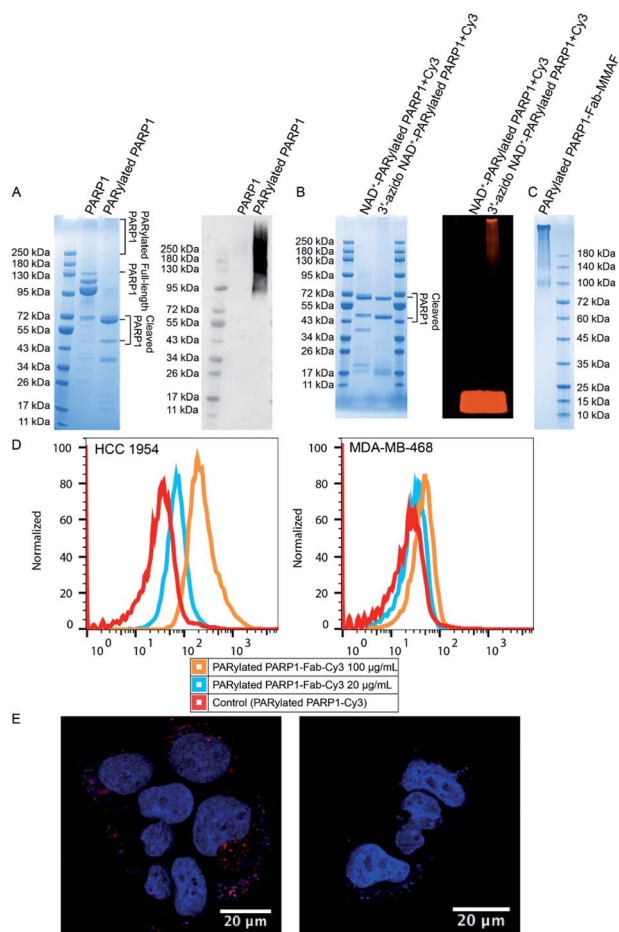 A
PARP1
PARylated PARP1
250 kDa
180 kDa
130 kDa
95 kDa
72 kDa
55 kDa
43 kDa
34 kDa
26 kDa
17 kDa
11 kDa
PARylated PARP1
Full-length PARP1
Cleaved PARP1
PARP1
PARylated PARP1
250 kDa
180 kDa
130 kDa
95 kDa
72 kDa
55 kDa
43 kDa
34 kDa
26 kDa
17 kDa
11 kDa
B
NAD⁺-PARylated PARP1+Cy3
3'-azido NAD⁺-PARylated PARP1+Cy3
250 kDa
180 kDa
130 kDa
95 kDa
72 kDa
55 kDa
43 kDa
34 kDa
26 kDa
17 kDa
11 kDa
Cleaved PARP1
NAD⁺-PARylated PARP1+Cy3
3'-azido NAD⁺-PARylated PARP1+Cy3
C
PARylated PARP1-Fab-MMAF
180 kDa
140 kDa
100 kDa
72 kDa
60 kDa
45 kDa
35 kDa
25 kDa
15 kDa
10 kDa
D
HCC 1954
Normalized
100
80
60
40
20
0
10⁰ 10¹ 10² 10³
MDA-MB-468
Normalized
100
80
60
40
20
0
10⁰ 10¹ 10² 10³
PARylated PARP1-Fab-Cy3 100 µg/mL
PARylated PARP1-Fab-Cy3 20 µg/mL
Control (PARylated PARP1-Cy3)
E
20 µm
20 µm